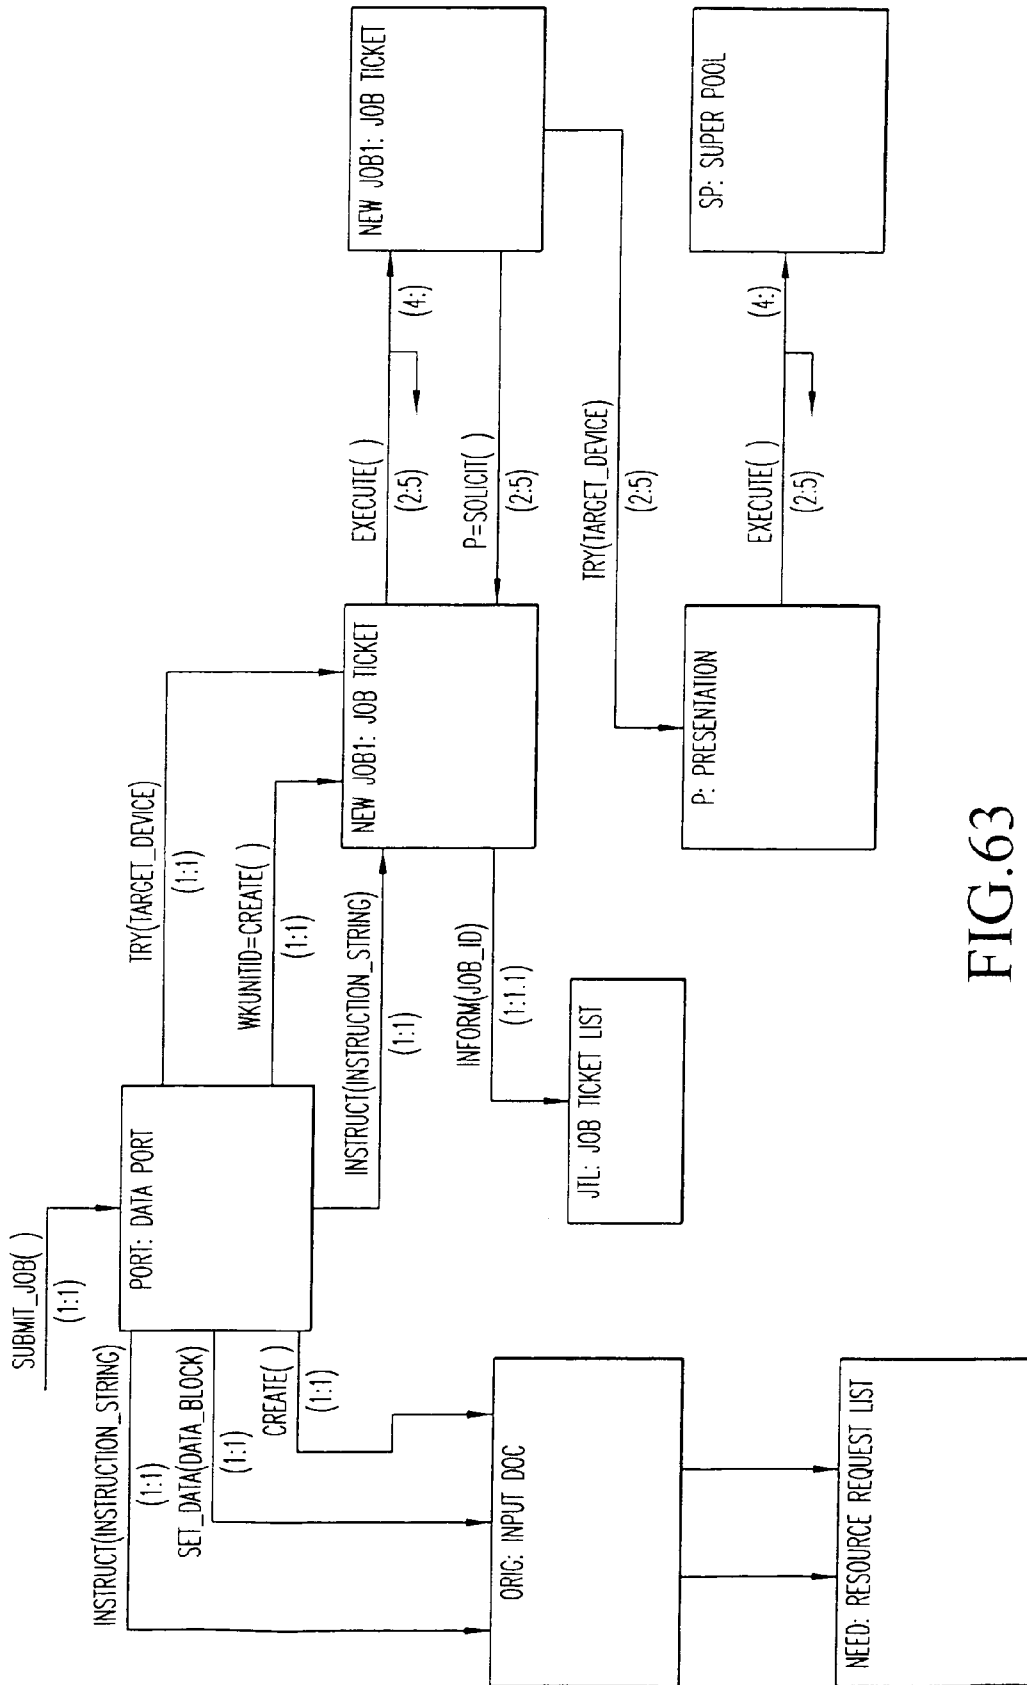 SUBMIT_JOB( )
(1:1)
PORT: DATA PORT
INSTRUCT(INSTRUCTION_STRING)
(1:1)
SET_DATA(DATA_BLOCK)
(1:1)
CREATE( )
(1:1)
ORIG: INPUT DOC
NEED: RESOURCE REQUEST LIST
TRY(TARGET_DEVICE)
(1:1)
WKUNITID=CREATE( )
(1:1)
INSTRUCT(INSTRUCTION_STRING)
(1:1)
NEW JOB1: JOB TICKET
INFORM(JOB_ID)
(1:1.1)
JTL: JOB TICKET LIST
EXECUTE( )
(2:5)
(4:)
P=SOLICIT( )
(2:5)
NEW JOB1: JOB TICKET
TRY(TARGET_DEVICE)
(2:5)
P: PRESENTATION
EXECUTE( )
(2:5)
(4:)
SP: SUPER POOL
FIG.63